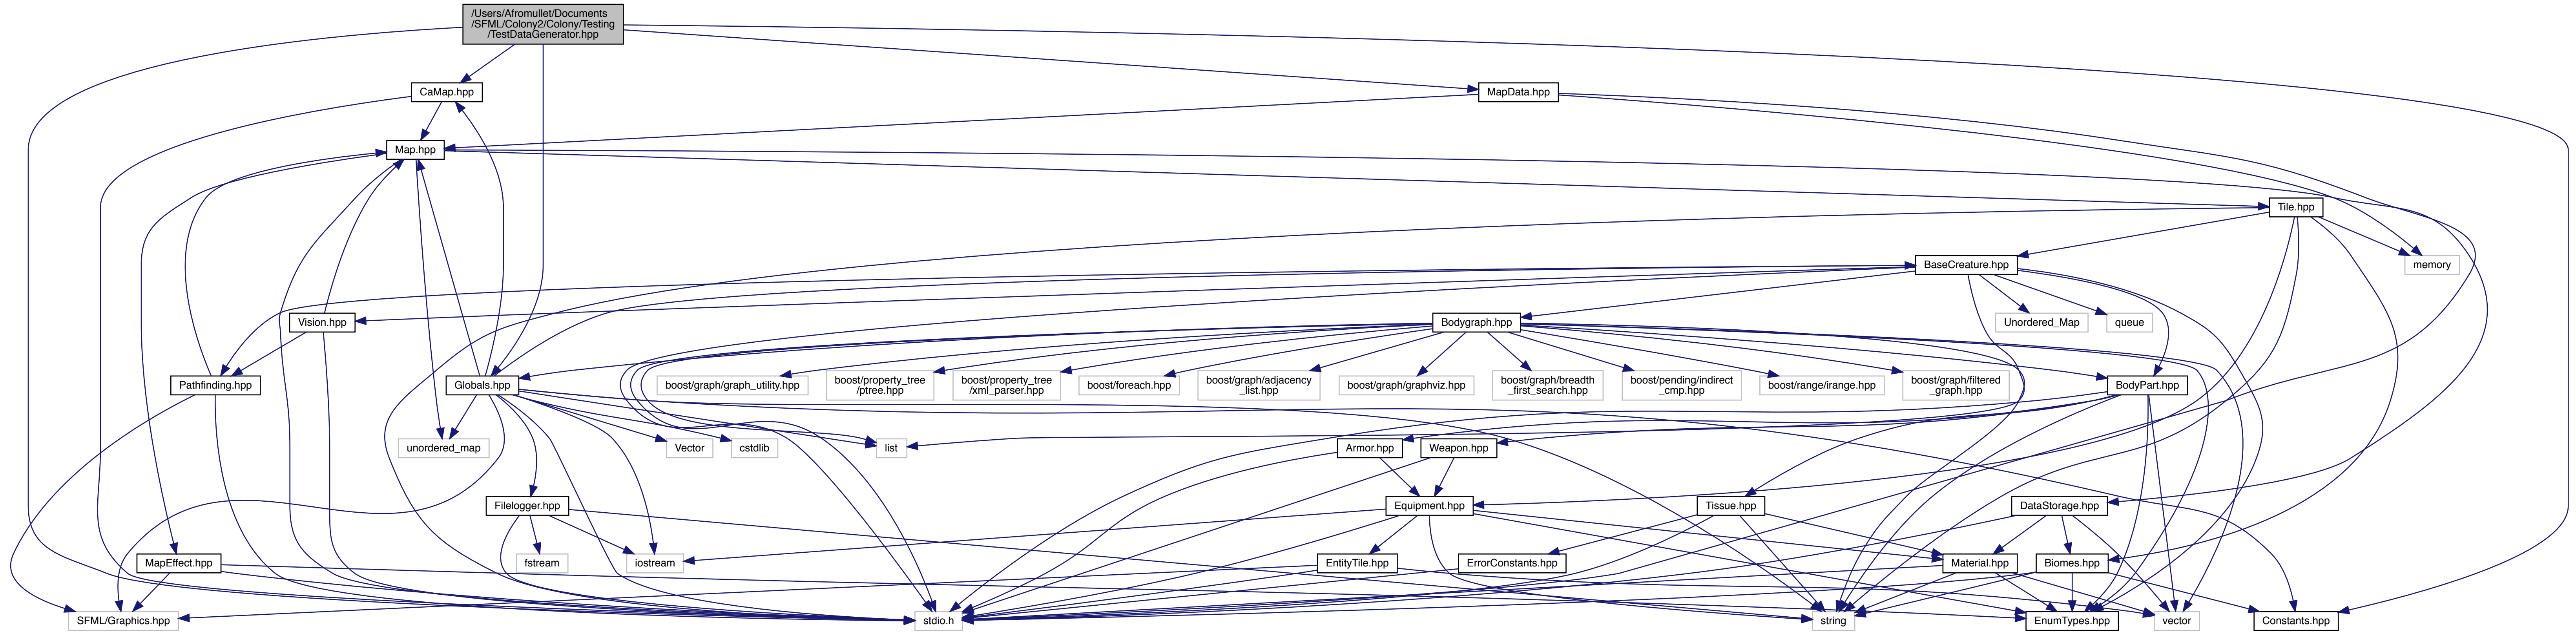 /Users/Afromullet/Documents
/SFML/Colony2/Colony/Testing
/TestDataGenerator.hpp
CaMap.hpp
MapData.hpp
Map.hpp
Tile.hpp
BaseCreature.hpp
memory
Vision.hpp
Bodygraph.hpp
Unordered_Map
queue
Pathfinding.hpp
Globals.hpp
boost/graph/graph_utility.hpp
boost/property_tree
/ptree.hpp
boost/property_tree
/xml_parser.hpp
boost/foreach.hpp
boost/graph/adjacency
_list.hpp
boost/graph/graphviz.hpp
boost/graph/breadth
_first_search.hpp
boost/pending/indirect
_cmp.hpp
boost/range/irange.hpp
boost/graph/filtered
_graph.hpp
BodyPart.hpp
unordered_map
Vector
cstdlib
list
Armor.hpp
Weapon.hpp
Filelogger.hpp
Equipment.hpp
Tissue.hpp
DataStorage.hpp
MapEffect.hpp
fstream
iostream
EntityTile.hpp
ErrorConstants.hpp
Material.hpp
Biomes.hpp
SFML/Graphics.hpp
stdio.h
string
EnumTypes.hpp
vector
Constants.hpp